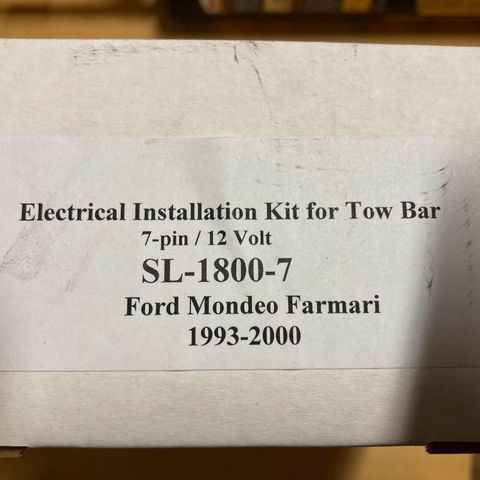 Electrical Installation Kit for Tow Bar
7-pin / 12 Volt
SL-1800-7
Ford Mondeo Farmari
1993-2000